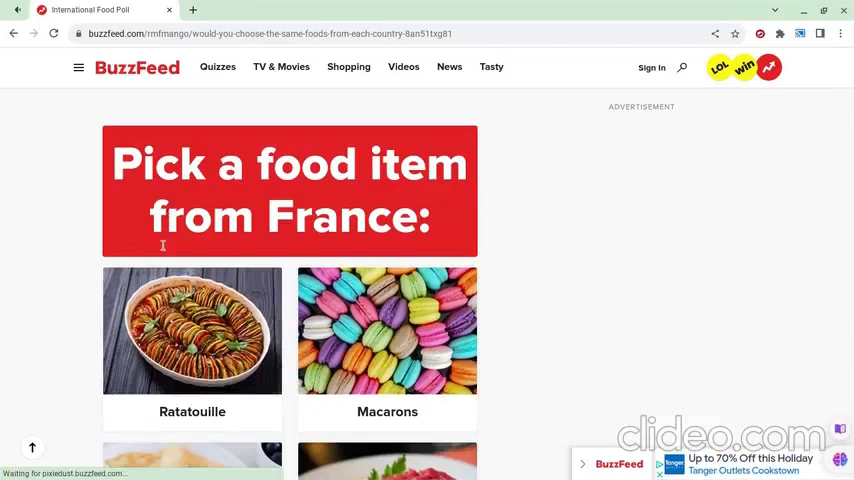 International Food Poll
buzzfeed.com/rmfmango/would-you-choose-the-same-foods-from-each-country-8an51txg81
BuzzFeed Quizzes TV & Movies Shopping Videos News Tasty Sign In LOL win
ADVERTISEMENT
Pick a food item
from France:
Ratatouille Macarons
clideo.com
BuzzFeed
Tanger
Up to 70% Off this Holiday
Tanger Outlets Cookstown
Waiting for pixiedust.buzzfeed.com...